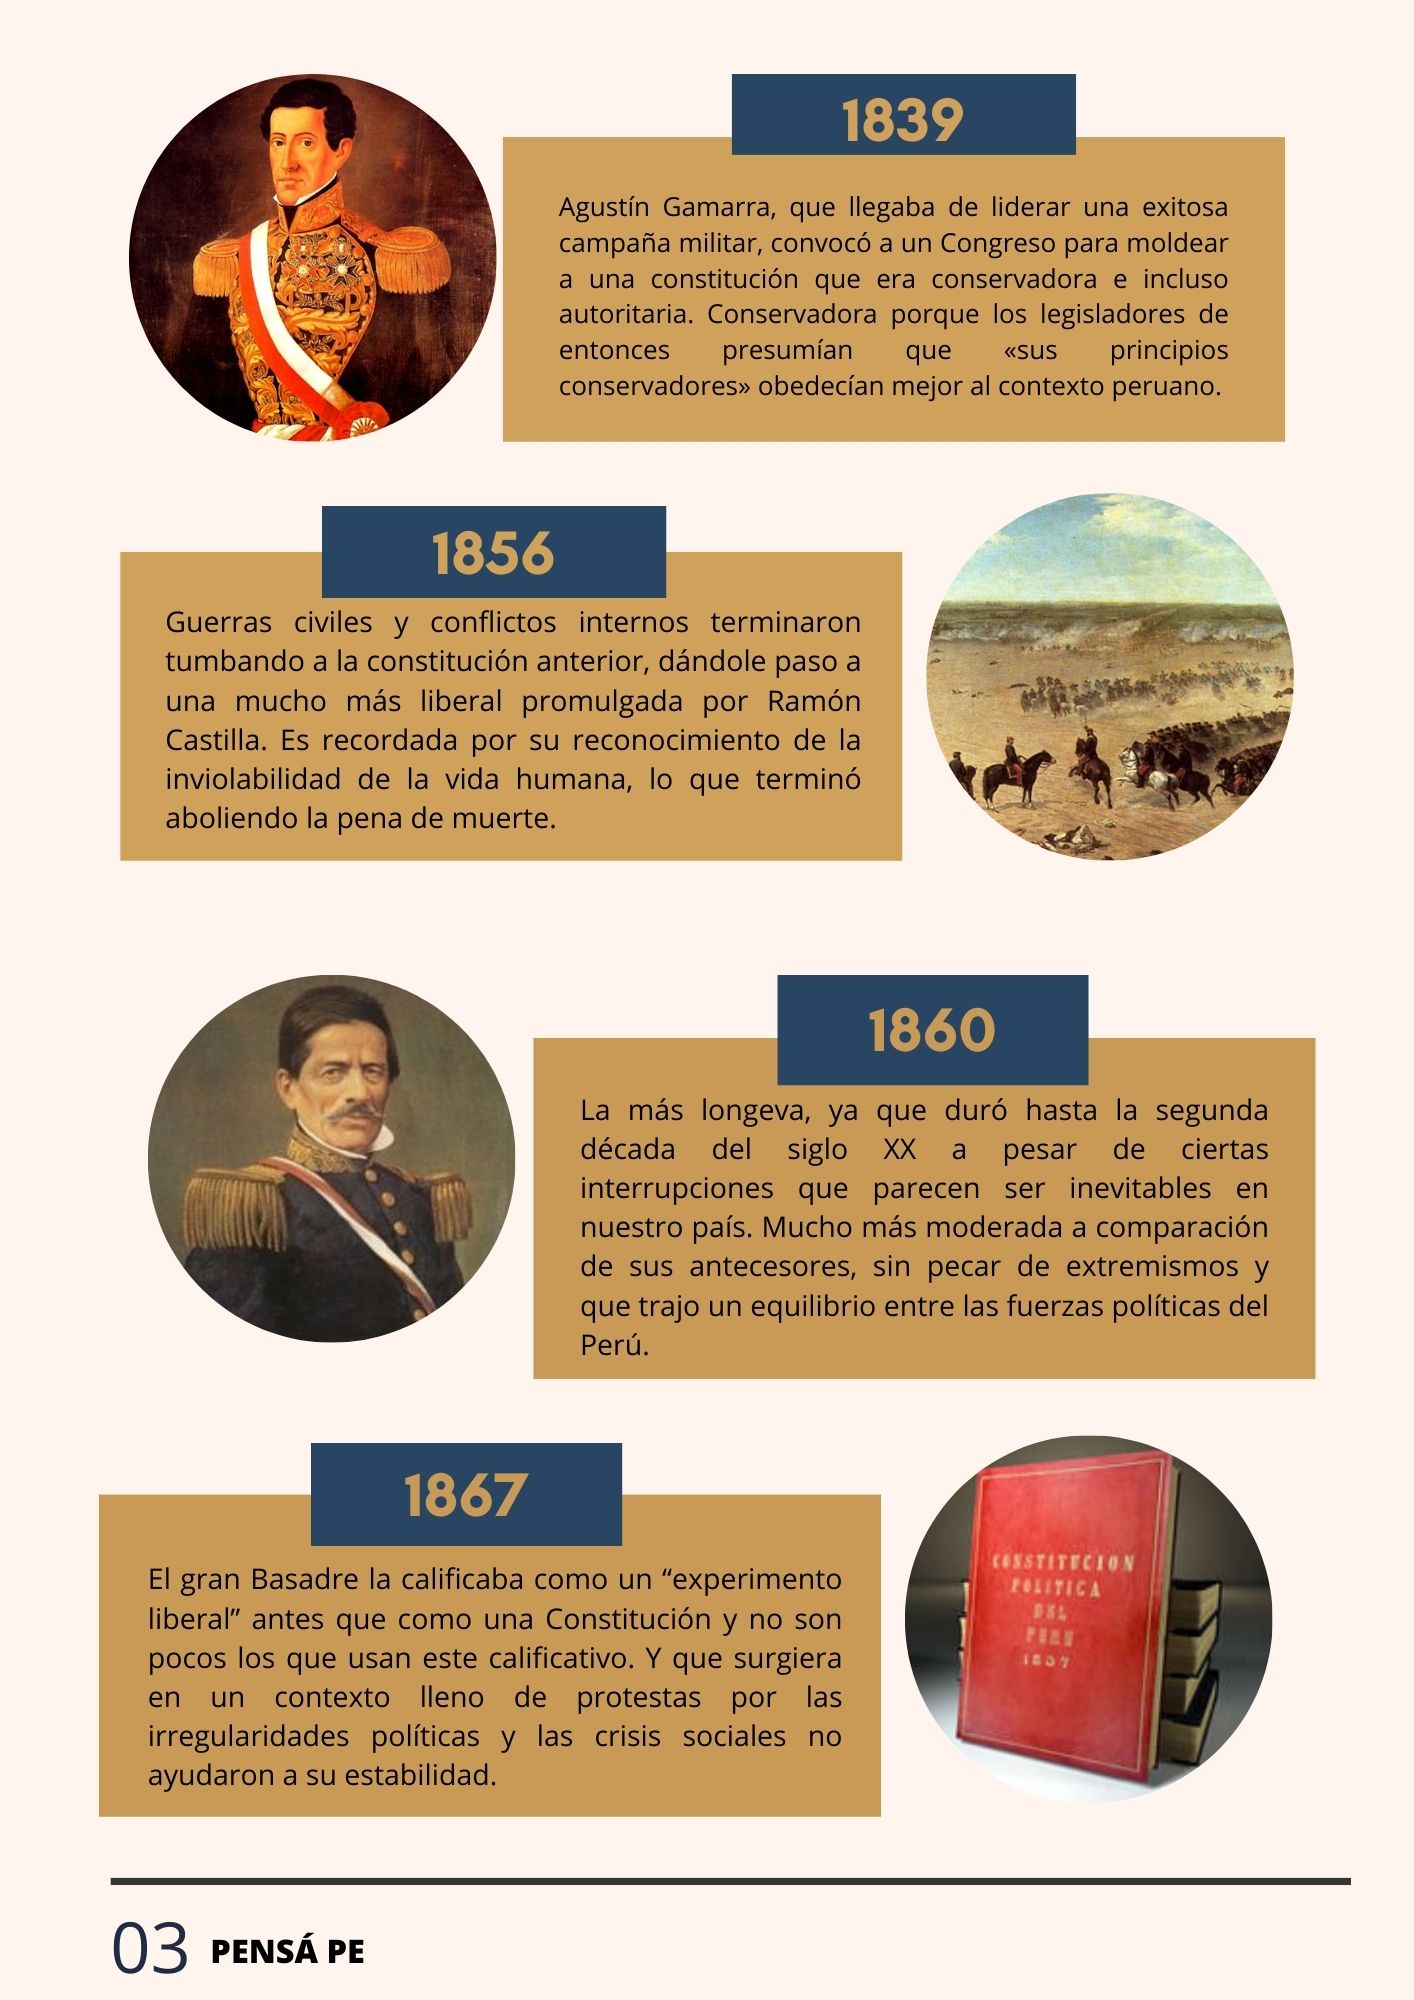 1839
Agustín Gamarra, que llegaba de liderar una exitosa
campaña militar, convocó a un Congreso para moldear
a una constitución que era conservadora e incluso
autoritaria. Conservadora porque los legisladores de
entonces presumían que «sus principios
conservadores» obedecían mejor al contexto peruano.
1856
Guerras civiles y conflictos internos terminaron
tumbando a la constitución anterior, dándole paso a
una mucho más liberal promulgada por Ramón
Castilla. Es recordada por su reconocimiento de la
inviolabilidad de la vida humana, lo que terminó
aboliendo la pena de muerte.
1860
La más longeva, ya que duró hasta la segunda
década del siglo XX a pesar de ciertas
interrupciones que parecen ser inevitables en
nuestro país. Mucho más moderada a comparación
de sus antecesores, sin pecar de extremismos y
que trajo un equilibrio entre las fuerzas políticas del
Perú.
1867
El gran Basadre la calificaba como un “experimento
liberal” antes que como una Constitución y no son
pocos los que usan este calificativo. Y que surgiera
en un contexto lleno de protestas por las
irregularidades políticas y las crisis sociales no
ayudaron a su estabilidad.
CONSTITUCION
POLITICA
DEL
PERU
03 PENSÁ PE